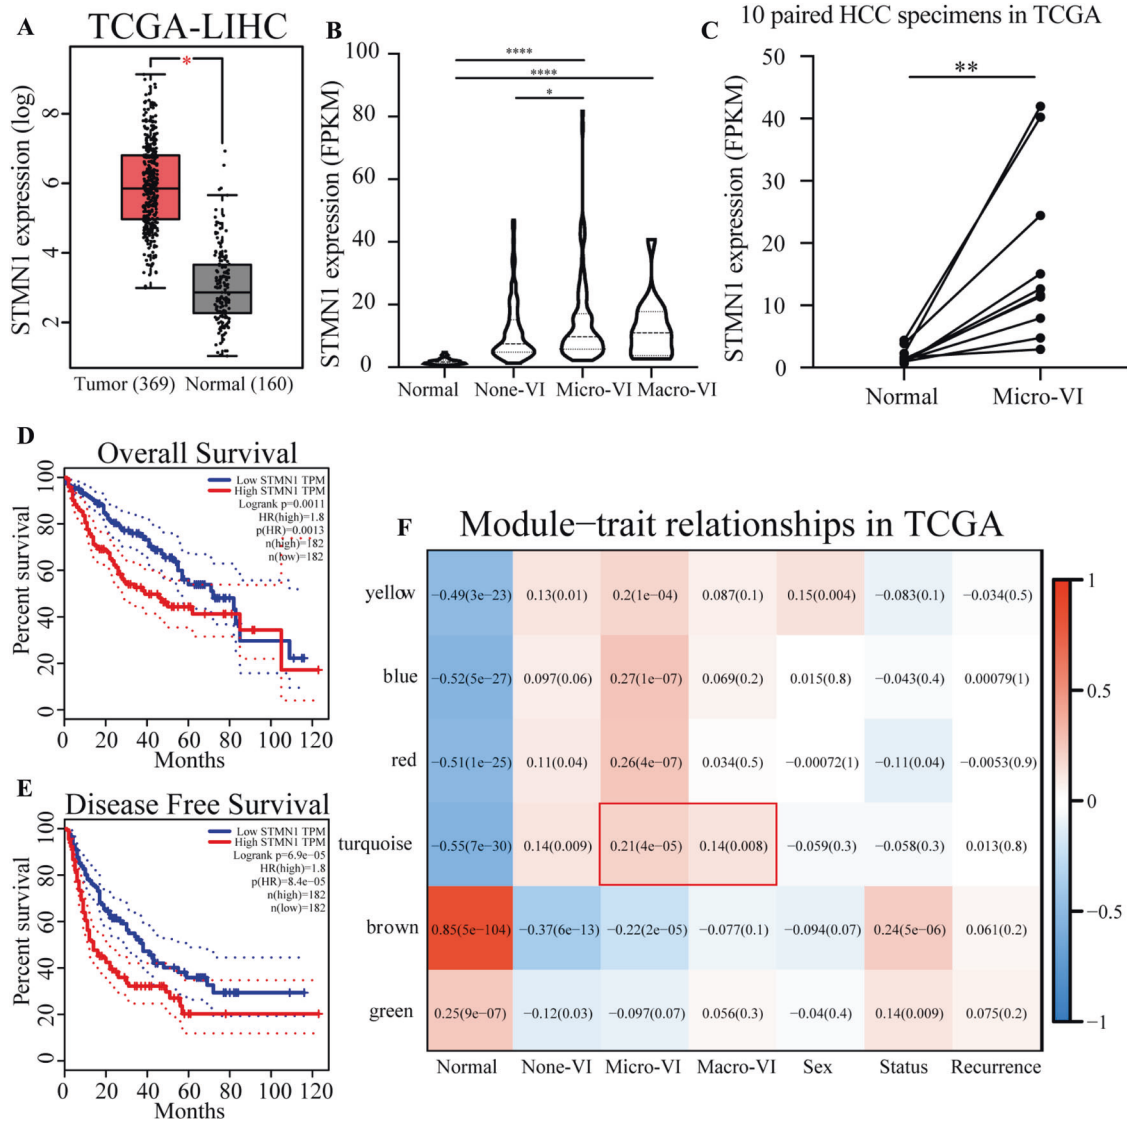 A
TCGA-LIHC
STMN1 expression (log)
8
6
4
2
*
Tumor (369) Normal (160)
B
STMN1 expression (FPKM)
100
80
60
40
20
0
****
****
*
Normal None-VI Micro-VI Macro-VI
C
10 paired HCC specimens in TCGA
STMN1 expression (FPKM)
50
40
30
20
10
0
**
Normal Micro-VI
D
Overall Survival
Percent survival
100
80
60
40
20
0
Low STMN1 TPM
High STMN1 TPM
Logrank p=0.0011
HR(high)=1.8
p(HR)=0.0013
n(high)=182
n(low)=182
0 20 40 60 80 100 120
Months
E
Disease Free Survival
Percent survival
100
80
60
40
20
0
Low STMN1 TPM
High STMN1 TPM
Logrank p=6.9e-05
HR(high)=1.8
p(HR)=8.4e-05
n(high)=182
n(low)=182
0 20 40 60 80 100 120
Months
F
Module−trait relationships in TCGA
yellow −0.49(3e−23) 0.13(0.01) 0.2(1e−04) 0.087(0.1) 0.15(0.004) −0.083(0.1) −0.034(0.5)
blue −0.52(5e−27) 0.097(0.06) 0.27(1e−07) 0.069(0.2) 0.015(0.8) −0.043(0.4) 0.00079(1)
red −0.51(1e−25) 0.11(0.04) 0.26(4e−07) 0.034(0.5) −0.00072(1) −0.11(0.04) −0.0053(0.9)
turquoise −0.55(7e−30) 0.14(0.009) 0.21(4e−05) 0.14(0.008) −0.059(0.3) −0.058(0.3) 0.013(0.8)
brown 0.85(5e−104) −0.37(6e−13) −0.22(2e−05) −0.077(0.1) −0.094(0.07) 0.24(5e−06) 0.061(0.2)
green 0.25(9e−07) −0.12(0.03) −0.097(0.07) 0.056(0.3) −0.04(0.4) 0.14(0.009) 0.075(0.2)
Normal None-VI Micro-VI Macro-VI Sex Status Recurrence
1
0.5
0
−0.5
−1